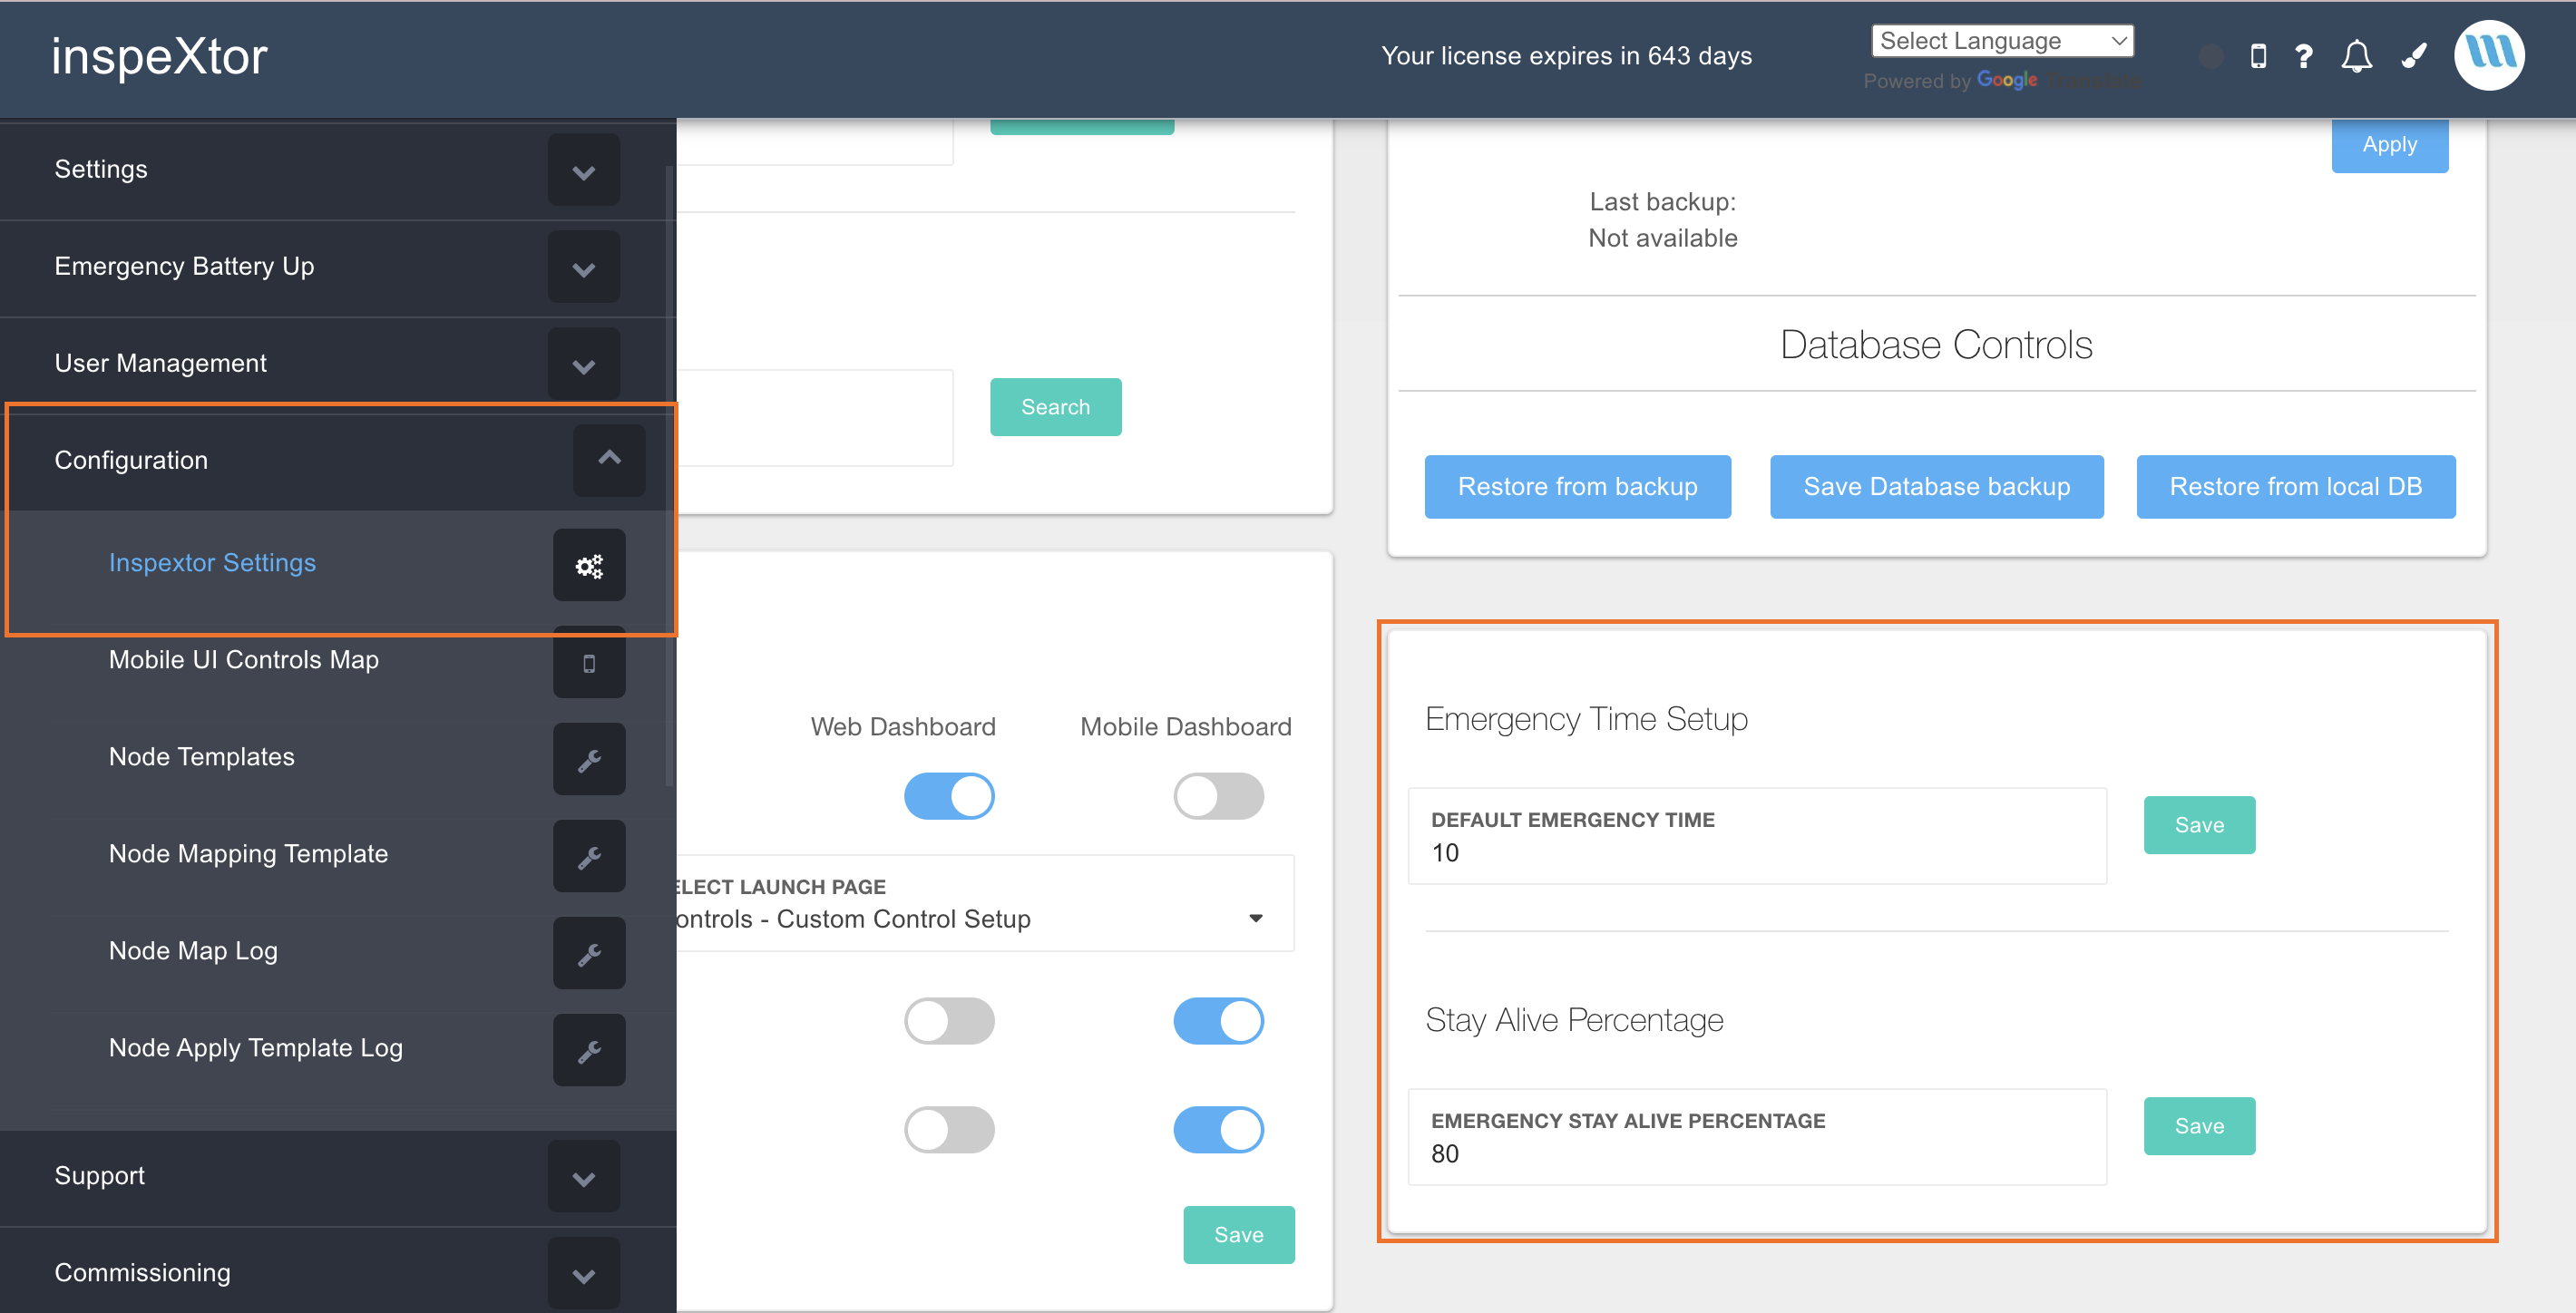 inspeXtor
Your license expires in 643 days
Select Language
Powered by Google Translate
Settings
Emergency Battery Up
User Management
Configuration
Inspextor Settings
Mobile UI Controls Map
Node Templates
Node Mapping Template
Node Map Log
Node Apply Template Log
Support
Commissioning
Search
Web Dashboard
Mobile Dashboard
ELECT LAUNCH PAGE
ontrols - Custom Control Setup
Save
Apply
Last backup:
Not available
Database Controls
Restore from backup
Save Database backup
Restore from local DB
Emergency Time Setup
DEFAULT EMERGENCY TIME
10
Save
Stay Alive Percentage
EMERGENCY STAY ALIVE PERCENTAGE
80
Save